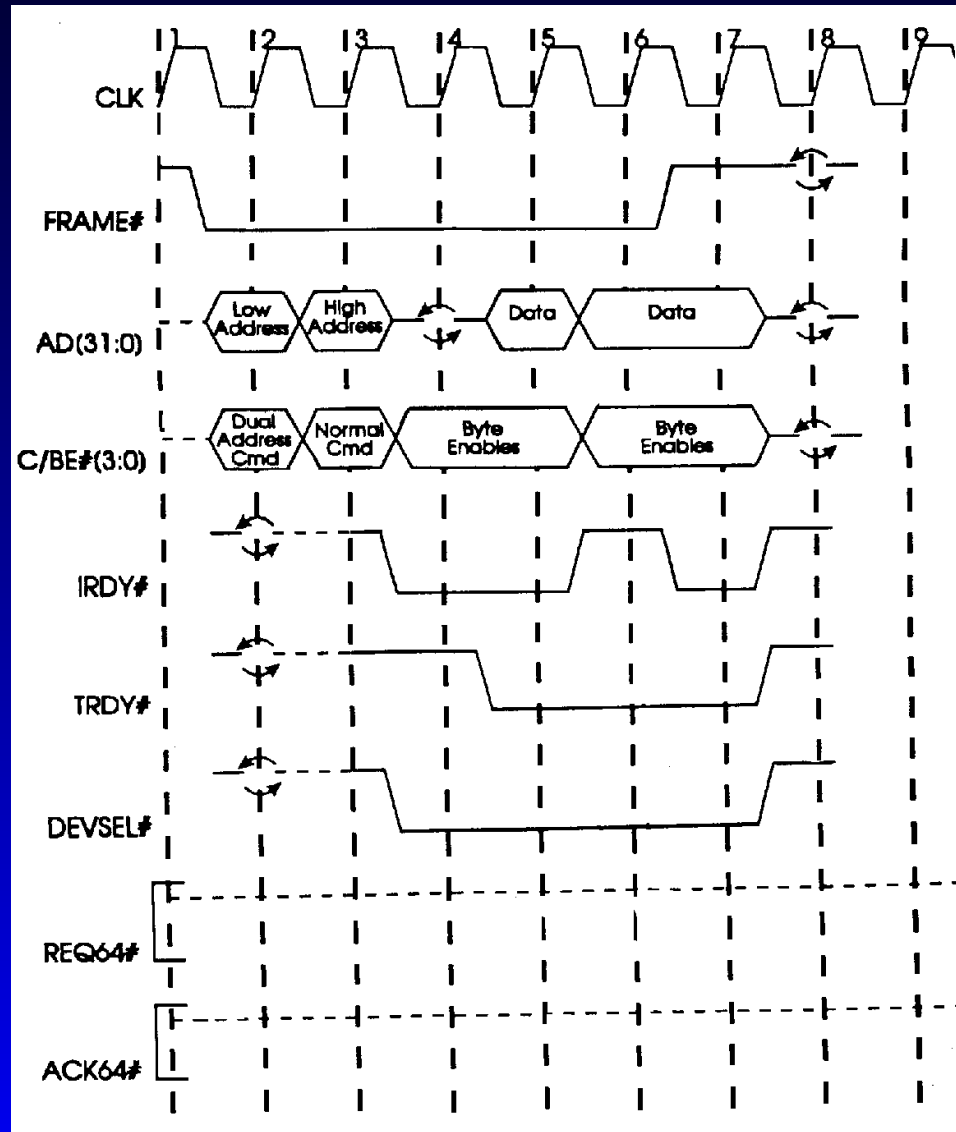 1 2 3 4 5 6 7 8 9
CLK
FRAME#
Low Address
High Address
Data
Data
AD(31:0)
Dual Address Cmd
Normal Cmd
Byte Enables
Byte Enables
C/BE#(3:0)
IRDY#
TRDY#
DEVSEL#
REQ64#
ACK64#